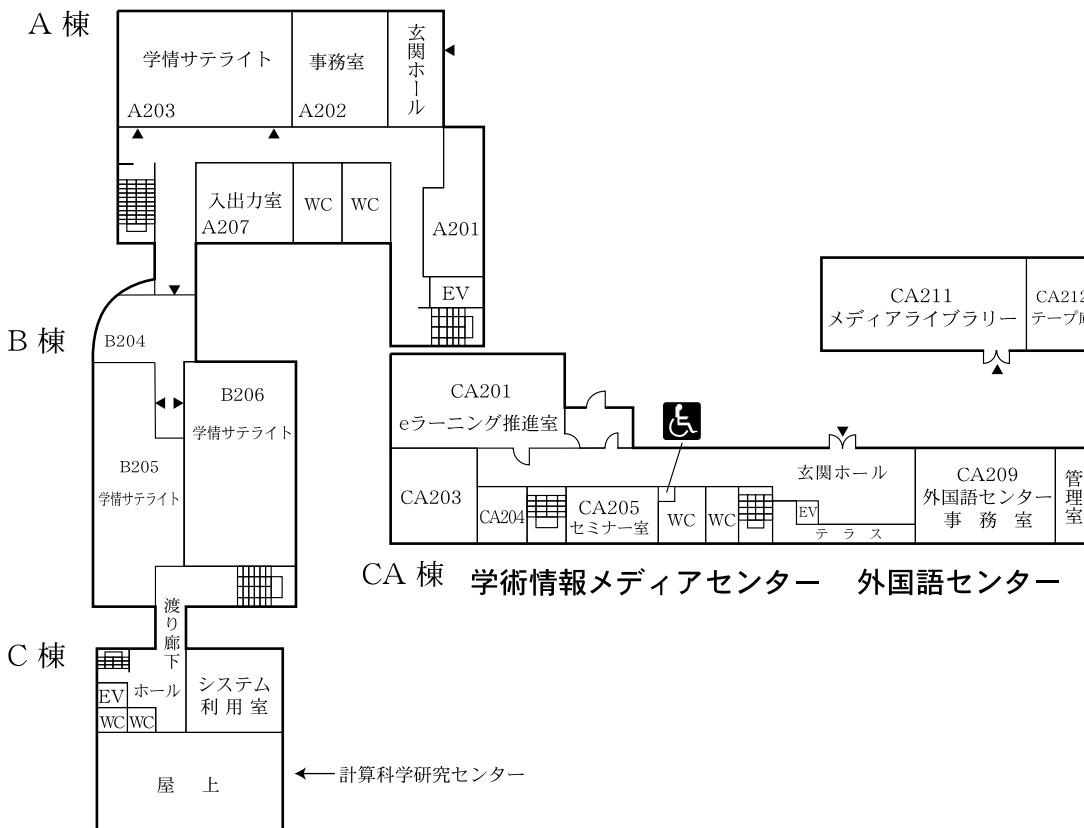 A 棟
学情サテライト
A203
事務室
A202
玄関ホール
入出力室
A207
WC
WC
A201
EV
B 棟
B204
B205
学情サテライト
B206
学情サテライト
CA211
メディアライブラリー
CA212
テープ
CA201
eラーニング推進室
CA203
CA204
CA205
セミナー室
WC
WC
玄関ホール
EV
テラス
CA209
外国語センター
事務室
管理室
CA 棟
学術情報メディアセンター
外国語センター
渡り廊下
C 棟
EV
ホール
WC
WC
システム
利用室
屋上
計算科学研究センター